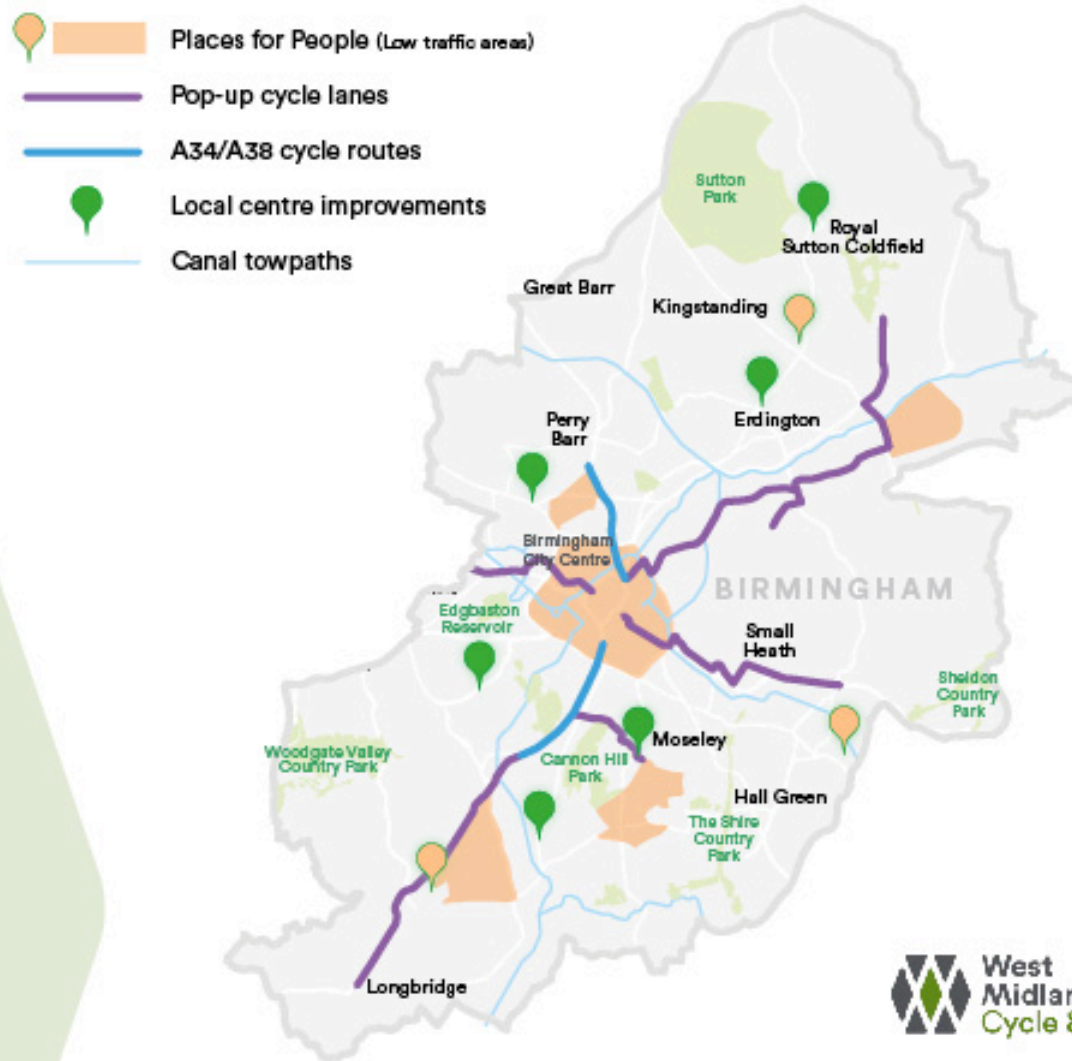 Places for People (Low traffic areas)
Pop-up cycle lanes
A34/A38 cycle routes
Local centre improvements
Canal towpaths
Sutton
Park
Royal
Sutton Coldfield
Great Barr
Kingstanding
Erdington
Perry
Barr
Birmingham
City Centre
BIRMINGHAM
Edgbaston
Reservoir
Small
Heath
Sheldon
Country
Park
Woodgate Valley
Country Park
Moseley
Cannon Hill
Park
Hall Green
The Shire
Country
Park
Longbridge
West
Midlan
Cycle &